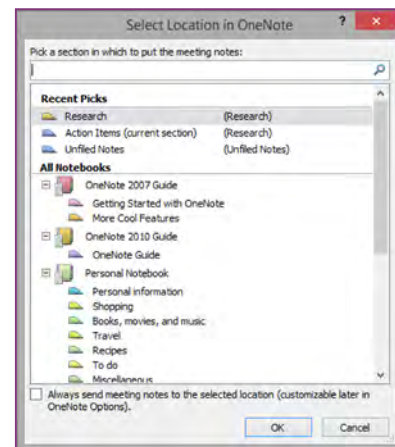 Select Location in OneNote ? ×
Pick a section in which to put the meeting notes:
Recent Picks
Research (Research)
Action Items (current section) (Research)
Unfiled Notes (Unfiled Notes)
All Notebooks
OneNote 2007 Guide
Getting Started with OneNote
More Cool Features
OneNote 2010 Guide
OneNote Guide
Personal Notebook
Personal information
Shopping
Books, movies, and music
Travel
Recipes
To do
Miscellaneous
Always send meeting notes to the selected location (customizable later in
OneNote Options).
OK Cancel